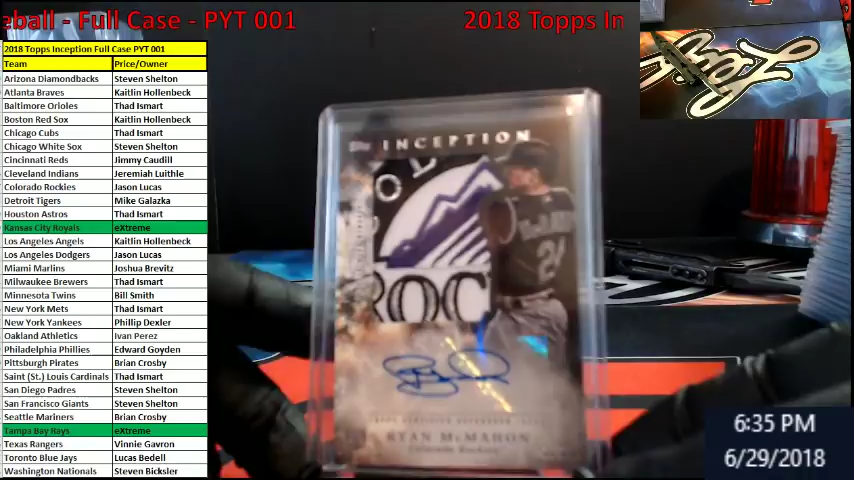 eball - Full Case - PYT 001
2018 Topps In
2018 Topps Inception Full Case PYT 001
Team Price/Owner
Arizona Diamondbacks Steven Shelton
Atlanta Braves Kaitlin Hollenbeck
Baltimore Orioles Thad Ismart
Boston Red Sox Kaitlin Hollenbeck
Chicago Cubs Thad Ismart
Chicago White Sox Steven Shelton
Cincinnati Reds Jimmy Caudill
Cleveland Indians Jeremiah Luithle
Colorado Rockies Jason Lucas
Detroit Tigers Mike Galazka
Houston Astros Thad Ismart
Kansas City Royals eXtreme
Los Angeles Angels Kaitlin Hollenbeck
Los Angeles Dodgers Jason Lucas
Miami Marlins Joshua Brevitz
Milwaukee Brewers Thad Ismart
Minnesota Twins Bill Smith
New York Mets Thad Ismart
New York Yankees Phillip Dexler
Oakland Athletics Ivan Perez
Philadelphia Phillies Edward Goyden
Pittsburgh Pirates Brian Crosby
Saint (St.) Louis Cardinals Thad Ismart
San Diego Padres Steven Shelton
San Francisco Giants Steven Shelton
Seattle Mariners Brian Crosby
Tampa Bay Rays eXtreme
Texas Rangers Vinnie Gavron
Toronto Blue Jays Lucas Bedell
Washington Nationals Steven Bicksler
Topps INCEPTION
COL
ROC
24
RYAN McMAHON
Colorado Rockies
6:35 PM
6/29/2018